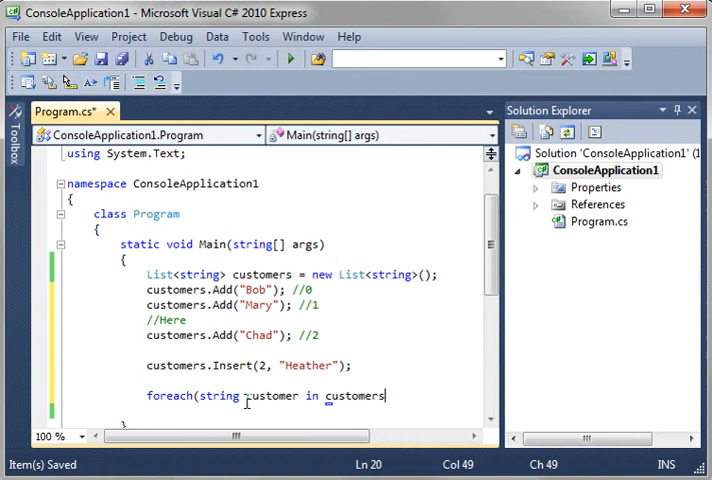 ConsoleApplication1 - Microsoft Visual C# 2010 Express
File Edit View Project Debug Data Tools Window Help
Program.cs* Solution Explorer
Toolbox
ConsoleApplication1.Program Main(string[] args)
using System.Text;
namespace ConsoleApplication1
{
class Program
{
static void Main(string[] args)
{
List<string> customers = new List<string>();
customers.Add("Bob"); //0
customers.Add("Mary"); //1
//Here
customers.Add("Chad"); //2
customers.Insert(2, "Heather");
foreach(string customer in customers
}
100 %
Solution 'ConsoleApplication1'
ConsoleApplication1
Properties
References
Program.cs
Item(s) Saved Ln 20 Col 49 Ch 49 INS